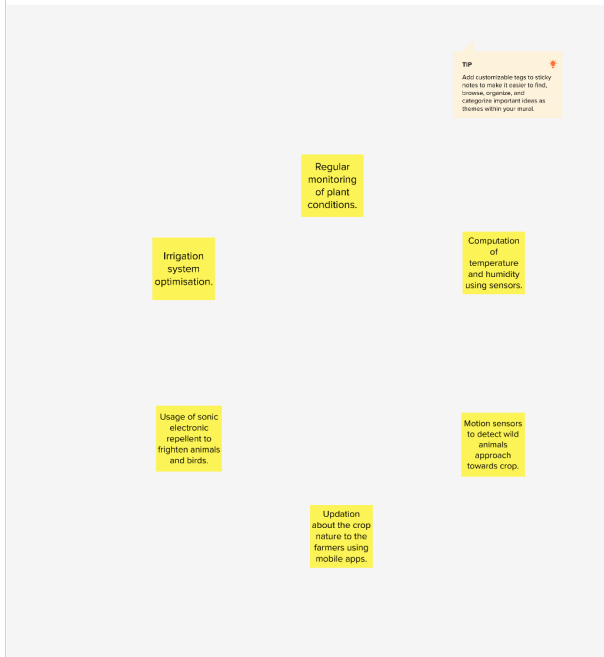 TIP
Add customizable tags to sticky
notes to make it easier to find,
browse, organize, and
categorize important ideas as
themes within your mural.
Regular
monitoring
of plant
conditions.
Irrigation
system
optimisation.
Computation
of
temperature
and humidity
using sensors.
Usage of sonic
electronic
repellent to
frighten animals
and birds.
Motion sensors
to detect wild
animals
approach
towards crop.
Updation
about the crop
nature to the
farmers using
mobile apps.